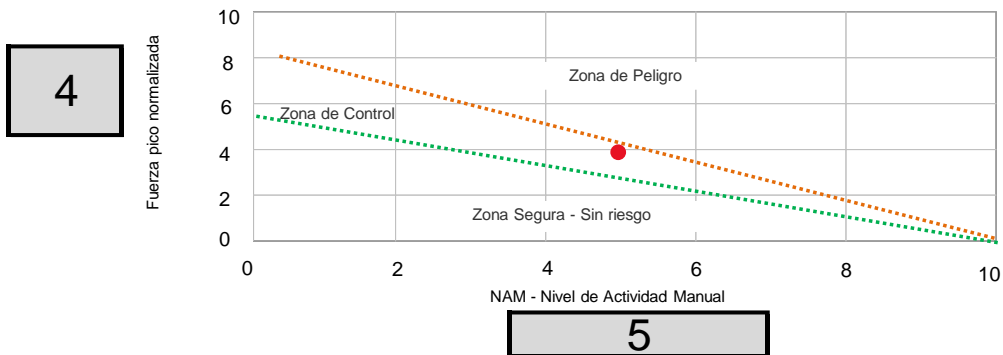 4
Fuerza pico normalizada
10
8
6
4
2
0
Zona de Peligro
Zona de Control
Zona Segura - Sin riesgo
0 2 4 6 8 10
NAM - Nivel de Actividad Manual
5